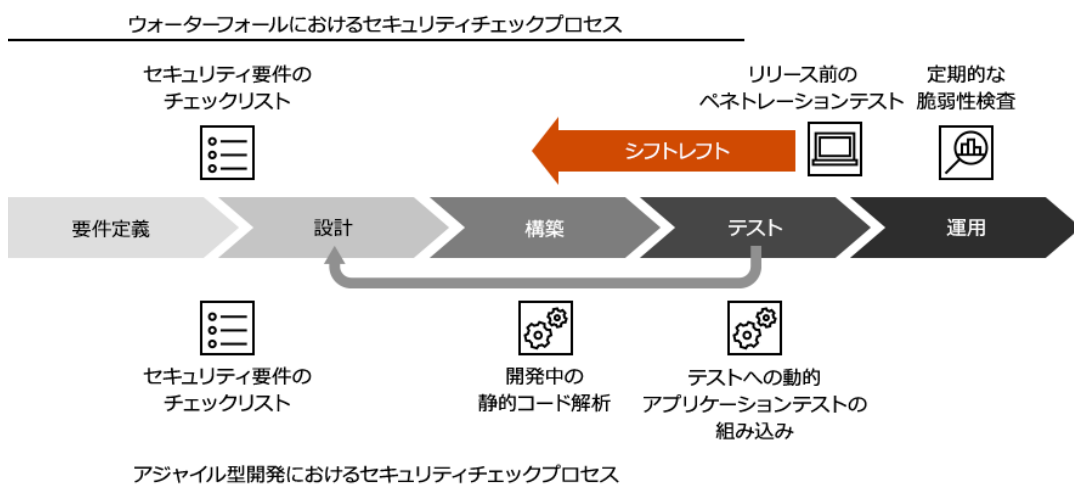 ウォーターフォールにおけるセキュリティチェックプロセス
セキュリティ要件の
チェックリスト
リリース前の
ペネトレーションテスト
定期的な
脆弱性検査
シフトレフト
要件定義
設計
構築
テスト
運用
セキュリティ要件の
チェックリスト
開発中の
静的コード解析
テストへの動的
アプリケーションテストの
組み込み
アジャイル型開発におけるセキュリティチェックプロセス